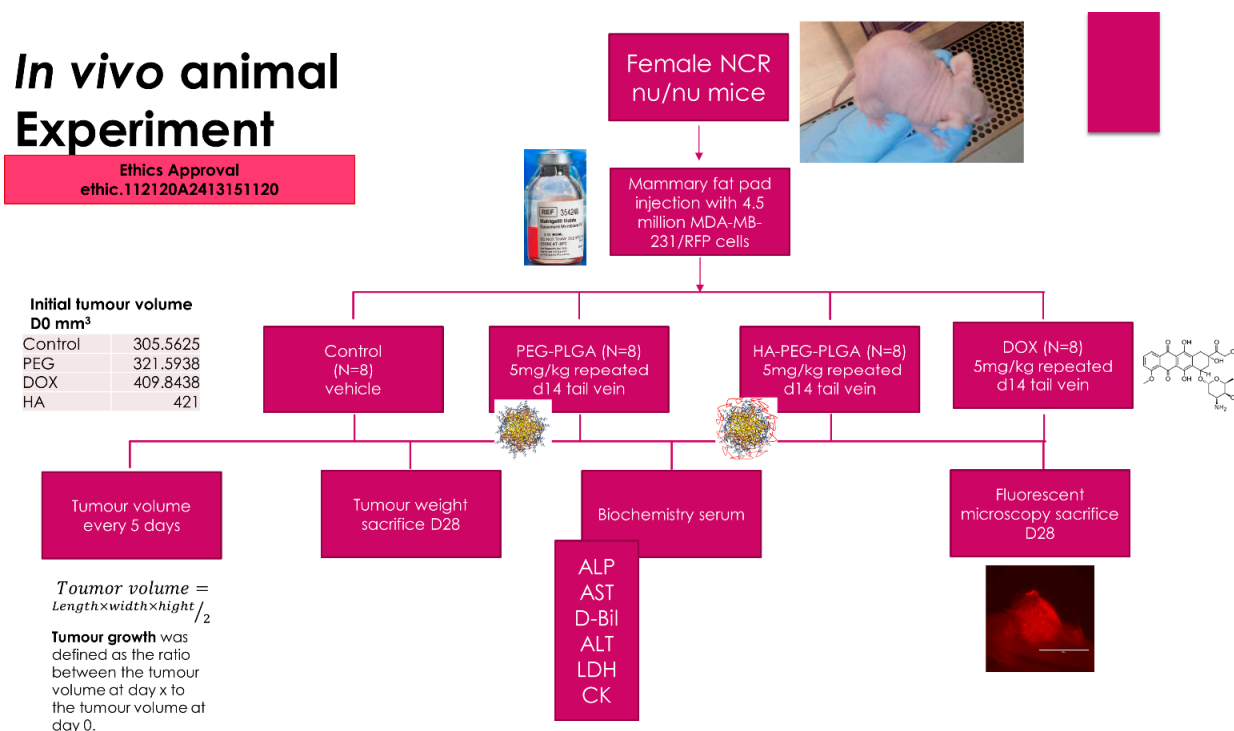 In vivo animal
Experiment
Ethics Approval
ethic.112120A2413151120
Female NCR
nu/nu mice
REF 354248
Mammary fat pad
injection with 4.5
million MDA-MB-
231/RFP cells
Initial tumour volume
D0 mm³
Control 305.5625
PEG 321.5938
DOX 409.8438
HA 421
Control
(N=8)
vehicle
PEG-PLGA (N=8)
5mg/kg repeated
d14 tail vein
HA-PEG-PLGA (N=8)
5mg/kg repeated
d14 tail vein
DOX (N=8)
5mg/kg repeated
d14 tail vein
Tumour volume
every 5 days
Tumour weight
sacrifice D28
Biochemistry serum
Fluorescent
microscopy sacrifice
D28
ALP
AST
D-Bil
ALT
LDH
CK
Toumor volume =
Length×width×hight/2
Tumour growth was
defined as the ratio
between the tumour
volume at day x to
the tumour volume at
day 0.